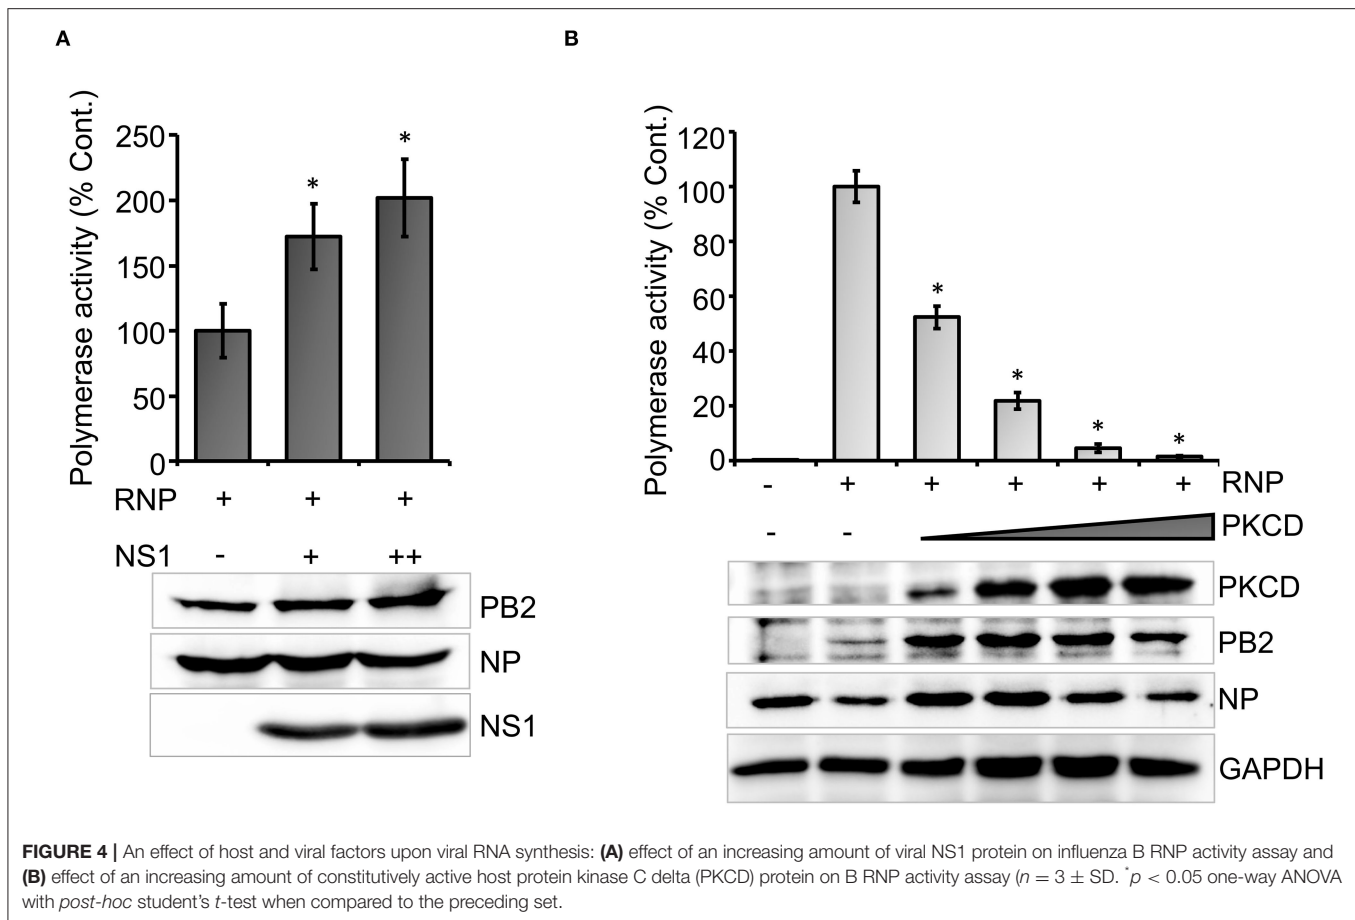 A
Polymerase activity (% Cont.)
250
200
150
100
50
0
*
*
RNP + + +
NS1 - + ++
PB2
NP
NS1
B
Polymerase activity (% Cont.)
120
100
80
60
40
20
0
*
*
*
*
- + + + + + RNP
- - PKCD
PKCD
PB2
NP
GAPDH
FIGURE 4 | An effect of host and viral factors upon viral RNA synthesis: (A) effect of an increasing amount of viral NS1 protein on influenza B RNP activity assay and
(B) effect of an increasing amount of constitutively active host protein kinase C delta (PKCD) protein on B RNP activity assay (n = 3 ± SD. *p < 0.05 one-way ANOVA
with post-hoc student's t-test when compared to the preceding set.